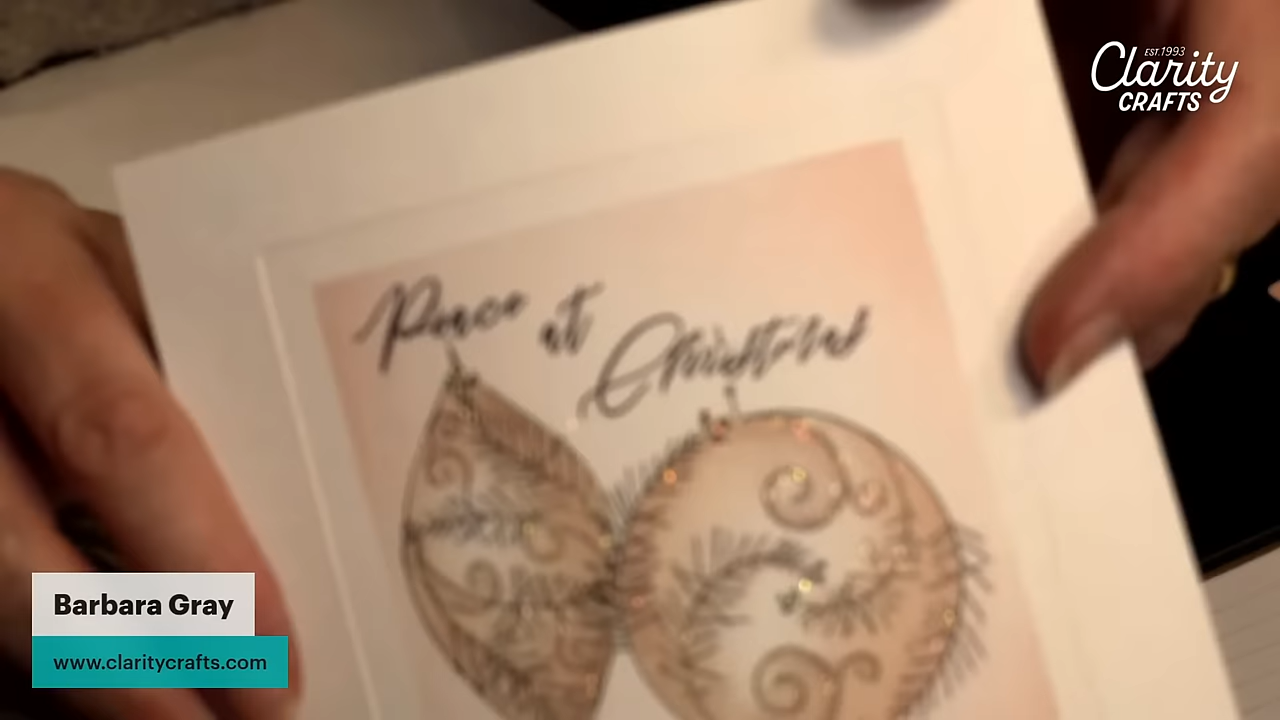 EST.1993
Clarity
CRAFTS
Peace at Christmas
Barbara Gray
www.claritycrafts.com